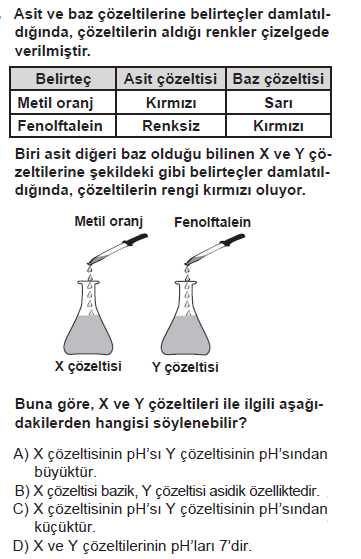 Asit ve baz çözeltilerine belirteçler damlatıl-
dığında, çözeltilerin aldığı renkler çizelgede
verilmiştir.
Belirteç Asit çözeltisi Baz çözeltisi
Metil oranj Kırmızı Sarı
Fenolftalein Renksiz Kırmızı
Biri asit diğeri baz olduğu bilinen X ve Y çö-
zeltilerine şekildeki gibi belirteçler damlatıl-
dığında, çözeltilerin rengi kırmızı oluyor.
Metil oranj Fenolftalein
X çözeltisi Y çözeltisi
Buna göre, X ve Y çözeltileri ile ilgili aşağı-
dakilerden hangisi söylenebilir?
A) X çözeltisinin pH'sı Y çözeltisinin pH'sından
büyüktür.
B) X çözeltisi bazik, Y çözeltisi asidik özelliktedir.
C) X çözeltisinin pH'sı Y çözeltisinin pH'sından
küçüktür.
D) X ve Y çözeltilerinin pH'ları 7'dir.